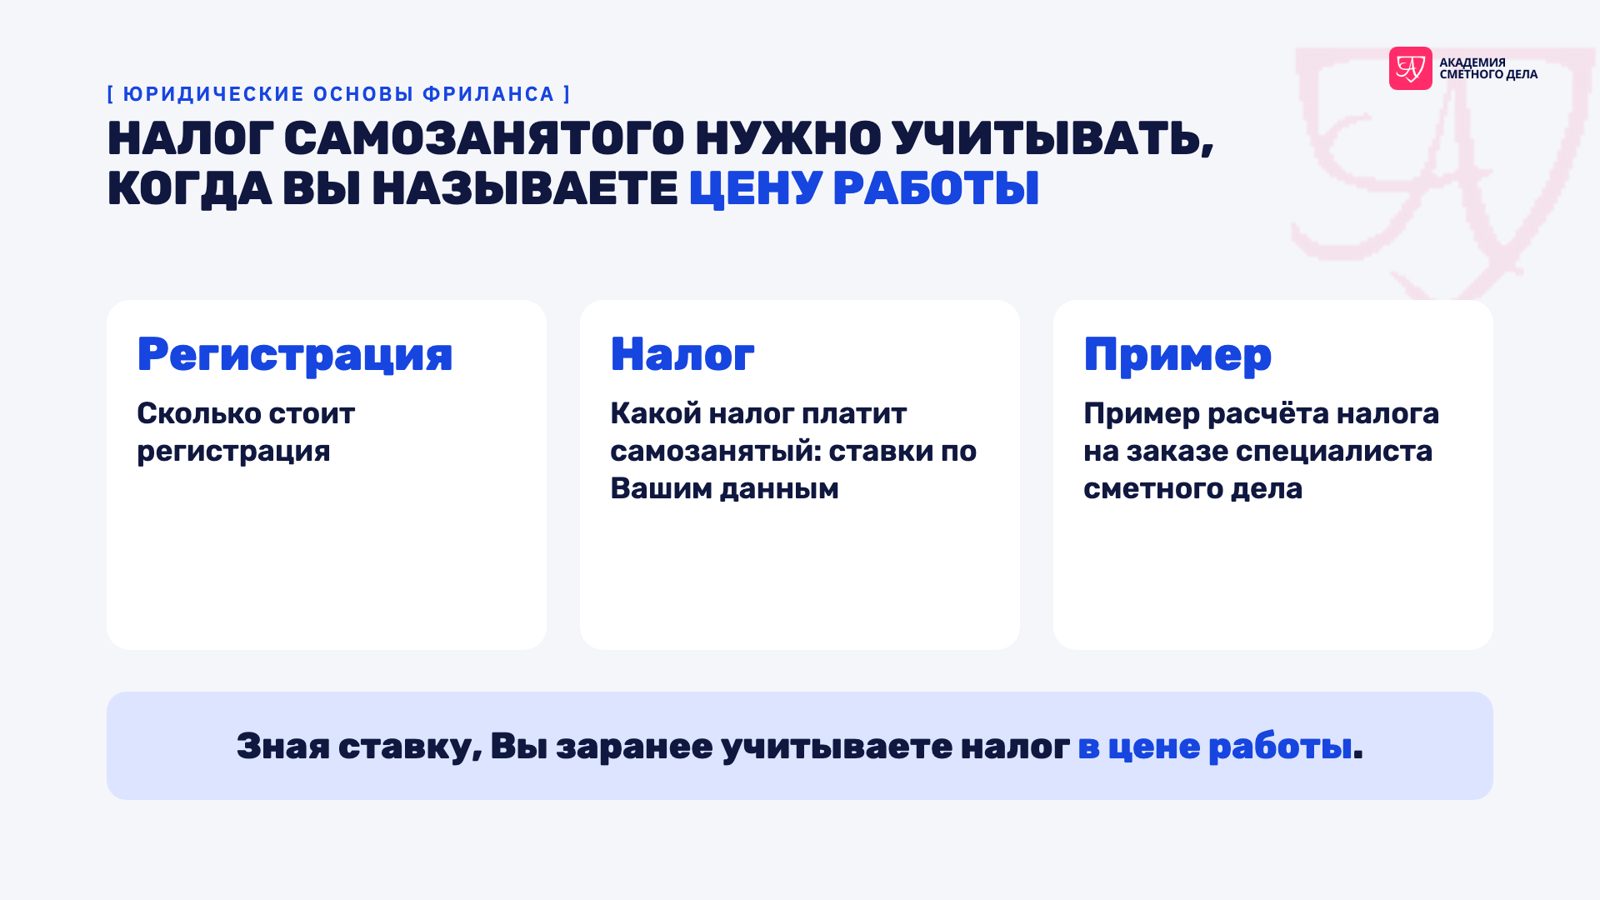 [ ЮРИДИЧЕСКИЕ ОСНОВЫ ФРИЛАНСА ]
НАЛОГ САМОЗАНЯТОГО НУЖНО УЧИТЫВАТЬ,
КОГДА ВЫ НАЗЫВАЕТЕ ЦЕНУ РАБОТЫ
АКАДЕМИЯ
СМЕТНОГО ДЕЛА
Регистрация
Сколько стоит
регистрация
Налог
Какой налог платит
самозанятый: ставки по
Вашим данным
Пример
Пример расчёта налога
на заказе специалиста
сметного дела
Зная ставку, Вы заранее учитываете налог в цене работы.